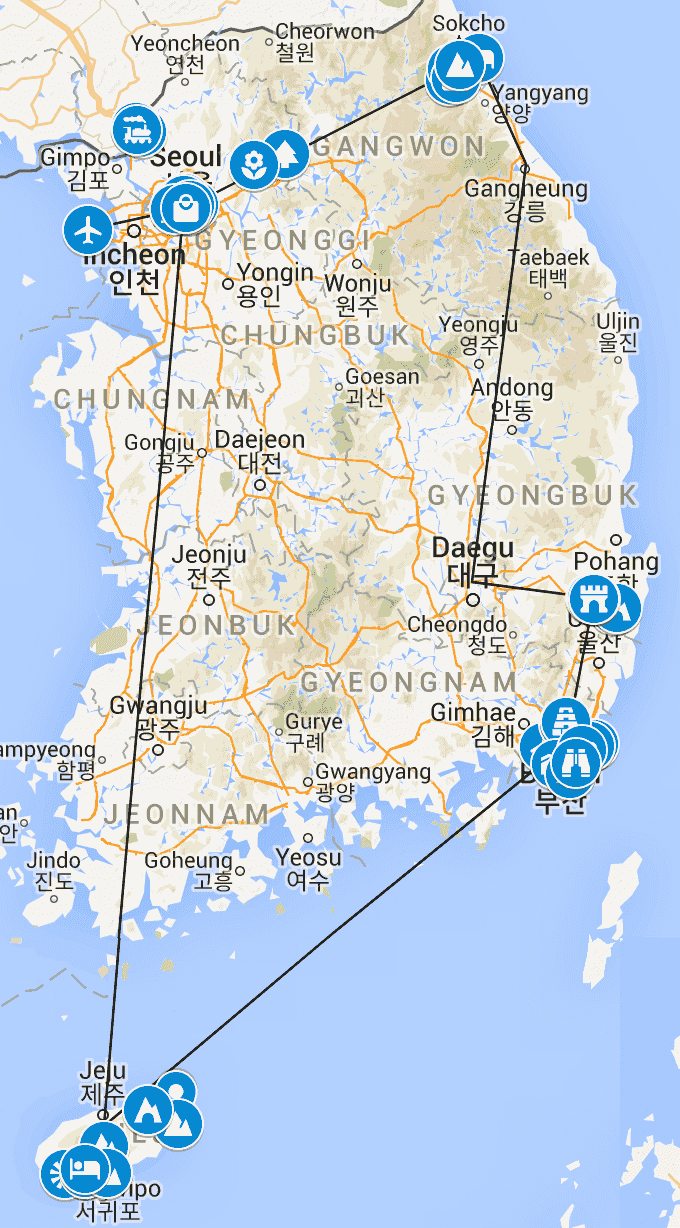 Sokcho
Cheorwon
철원
Yeoncheon
연천
Yangyang
양양
GANGWON
Gimpo
김포
Seoul
Gangneung
강릉
GYEONGGI
Incheon
인천
Yongin
용인
Wonju
원주
Taebaek
태백
CHUNGBUK
Yeongju
영주
Uljin
울진
Goesan
괴산
Andong
안동
CHUNGNAM
Gongju
공주
Daejeon
대전
GYEONGBUK
Daegu
대구
Jeonju
전주
Pohang
JEONBUK
Cheongdo
청도
울산
GYEONGNAM
Gwangju
광주
Gurye
구례
Gimhae
김해
ampyeong
함평
Gwangyang
광양
부산
JEONNAM
an
안
Jindo
진도
Goheung
고흥
Yeosu
여수
Jeju
제주
ipo
서귀포